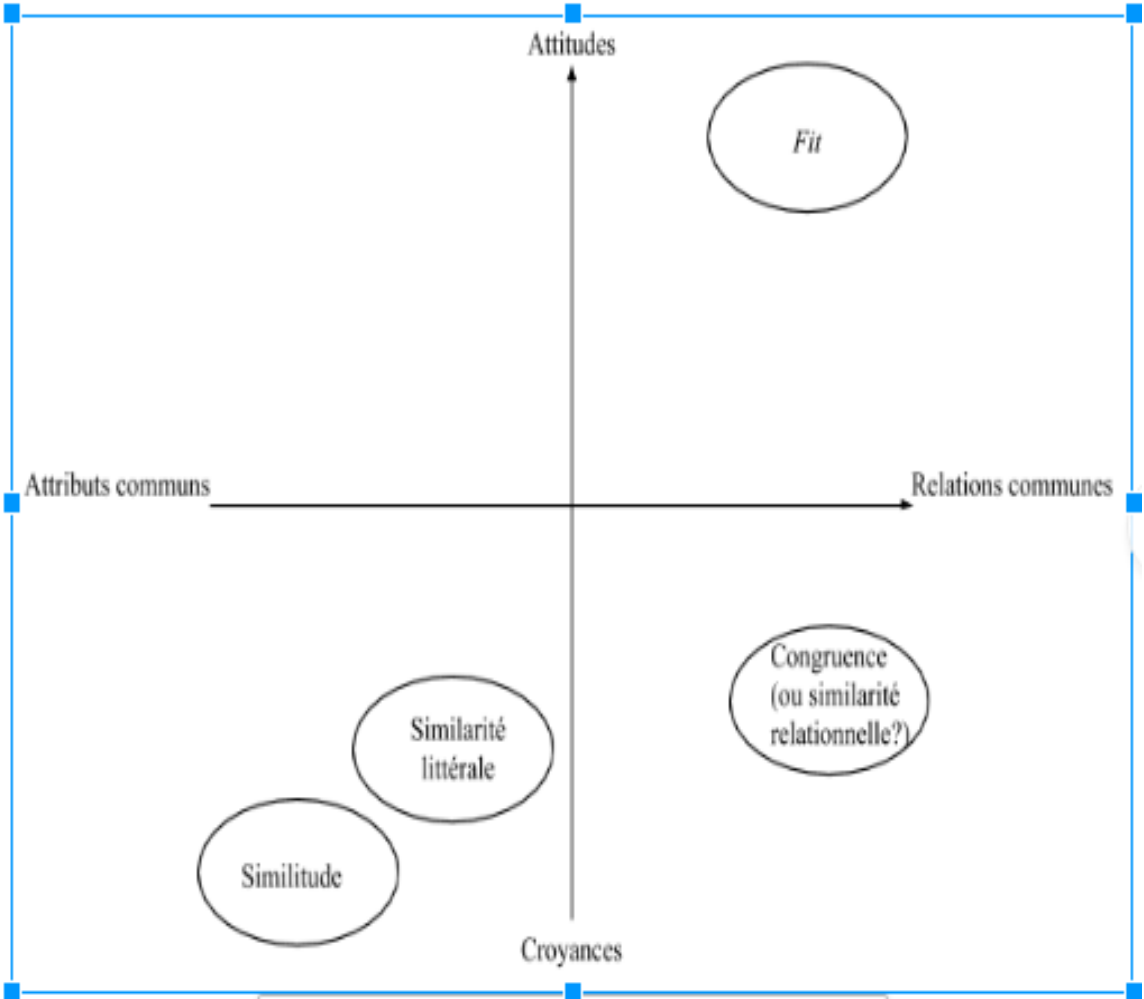 Attitudes
Fit
Attributs communs
Relations communes
Congruence
(ou similarité
relationnelle?)
Similarité
littérale
Similitude
Croyances